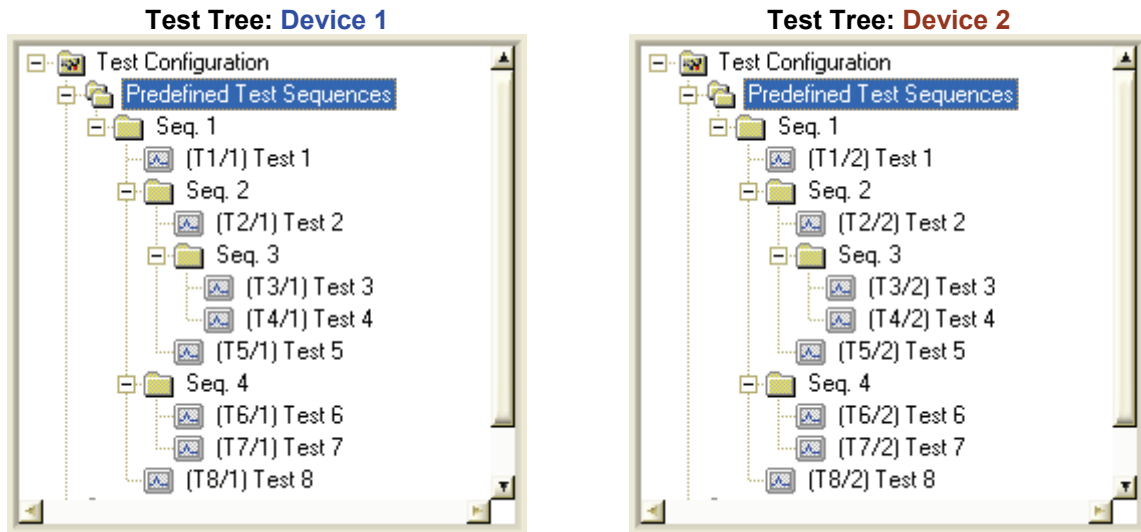 Test Tree: Device 1
Test Configuration
Predefined Test Sequences
Seq. 1
(T1/1) Test 1
Seq. 2
(T2/1) Test 2
Seq. 3
(T3/1) Test 3
(T4/1) Test 4
(T5/1) Test 5
Seq. 4
(T6/1) Test 6
(T7/1) Test 7
(T8/1) Test 8
Test Tree: Device 2
Test Configuration
Predefined Test Sequences
Seq. 1
(T1/2) Test 1
Seq. 2
(T2/2) Test 2
Seq. 3
(T3/2) Test 3
(T4/2) Test 4
(T5/2) Test 5
Seq. 4
(T6/2) Test 6
(T7/2) Test 7
(T8/2) Test 8